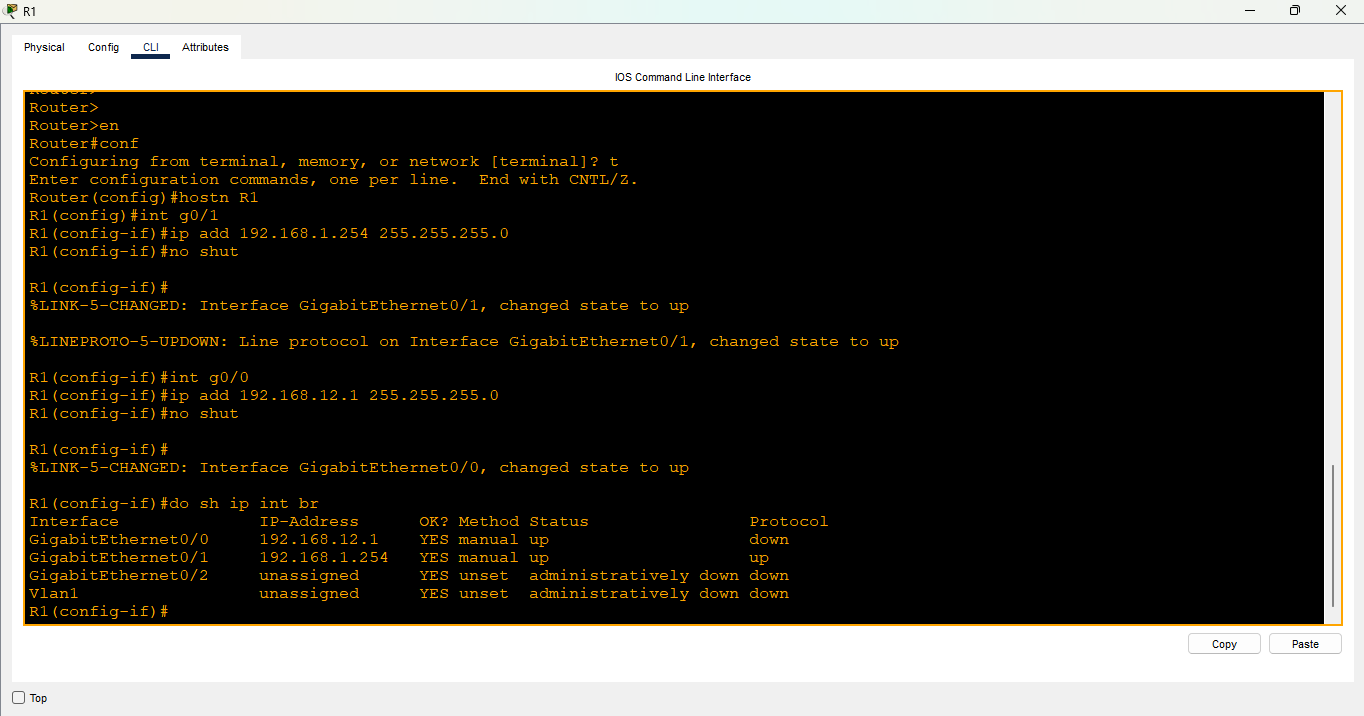 R1
Physical Config CLI Attributes
IOS Command Line Interface
Router>
Router>en
Router#conf
Configuring from terminal, memory, or network [terminal]? t
Enter configuration commands, one per line.  End with CNTL/Z.
Router(config)#hostn R1
R1(config)#int g0/1
R1(config-if)#ip add 192.168.1.254 255.255.255.0
R1(config-if)#no shut
R1(config-if)#
%LINK-5-CHANGED: Interface GigabitEthernet0/1, changed state to up
%LINEPROTO-5-UPDOWN: Line protocol on Interface GigabitEthernet0/1, changed state to up
R1(config-if)#int g0/0
R1(config-if)#ip add 192.168.12.1 255.255.255.0
R1(config-if)#no shut
R1(config-if)#
%LINK-5-CHANGED: Interface GigabitEthernet0/0, changed state to up
R1(config-if)#do sh ip int br
Interface              IP-Address      OK? Method Status                Protocol
GigabitEthernet0/0     192.168.12.1    YES manual up                    down
GigabitEthernet0/1     192.168.1.254   YES manual up                    up
GigabitEthernet0/2     unassigned      YES unset  administratively down down
Vlan1                  unassigned      YES unset  administratively down down
R1(config-if)#
Copy Paste
Top